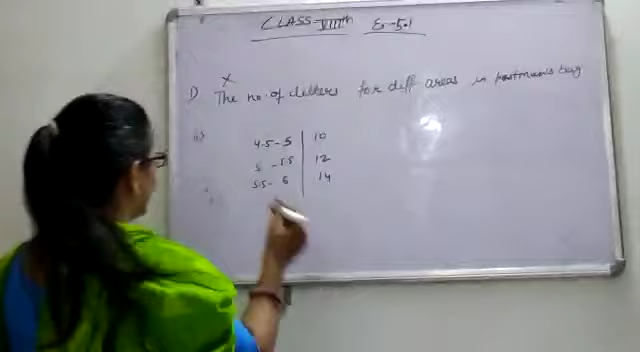 CLASS-VIIIth Ex-5.1
x
1) The no. of letters for diff areas in postman's bag
4.5-5 10
5 -5.5 12
5.5- 6 14